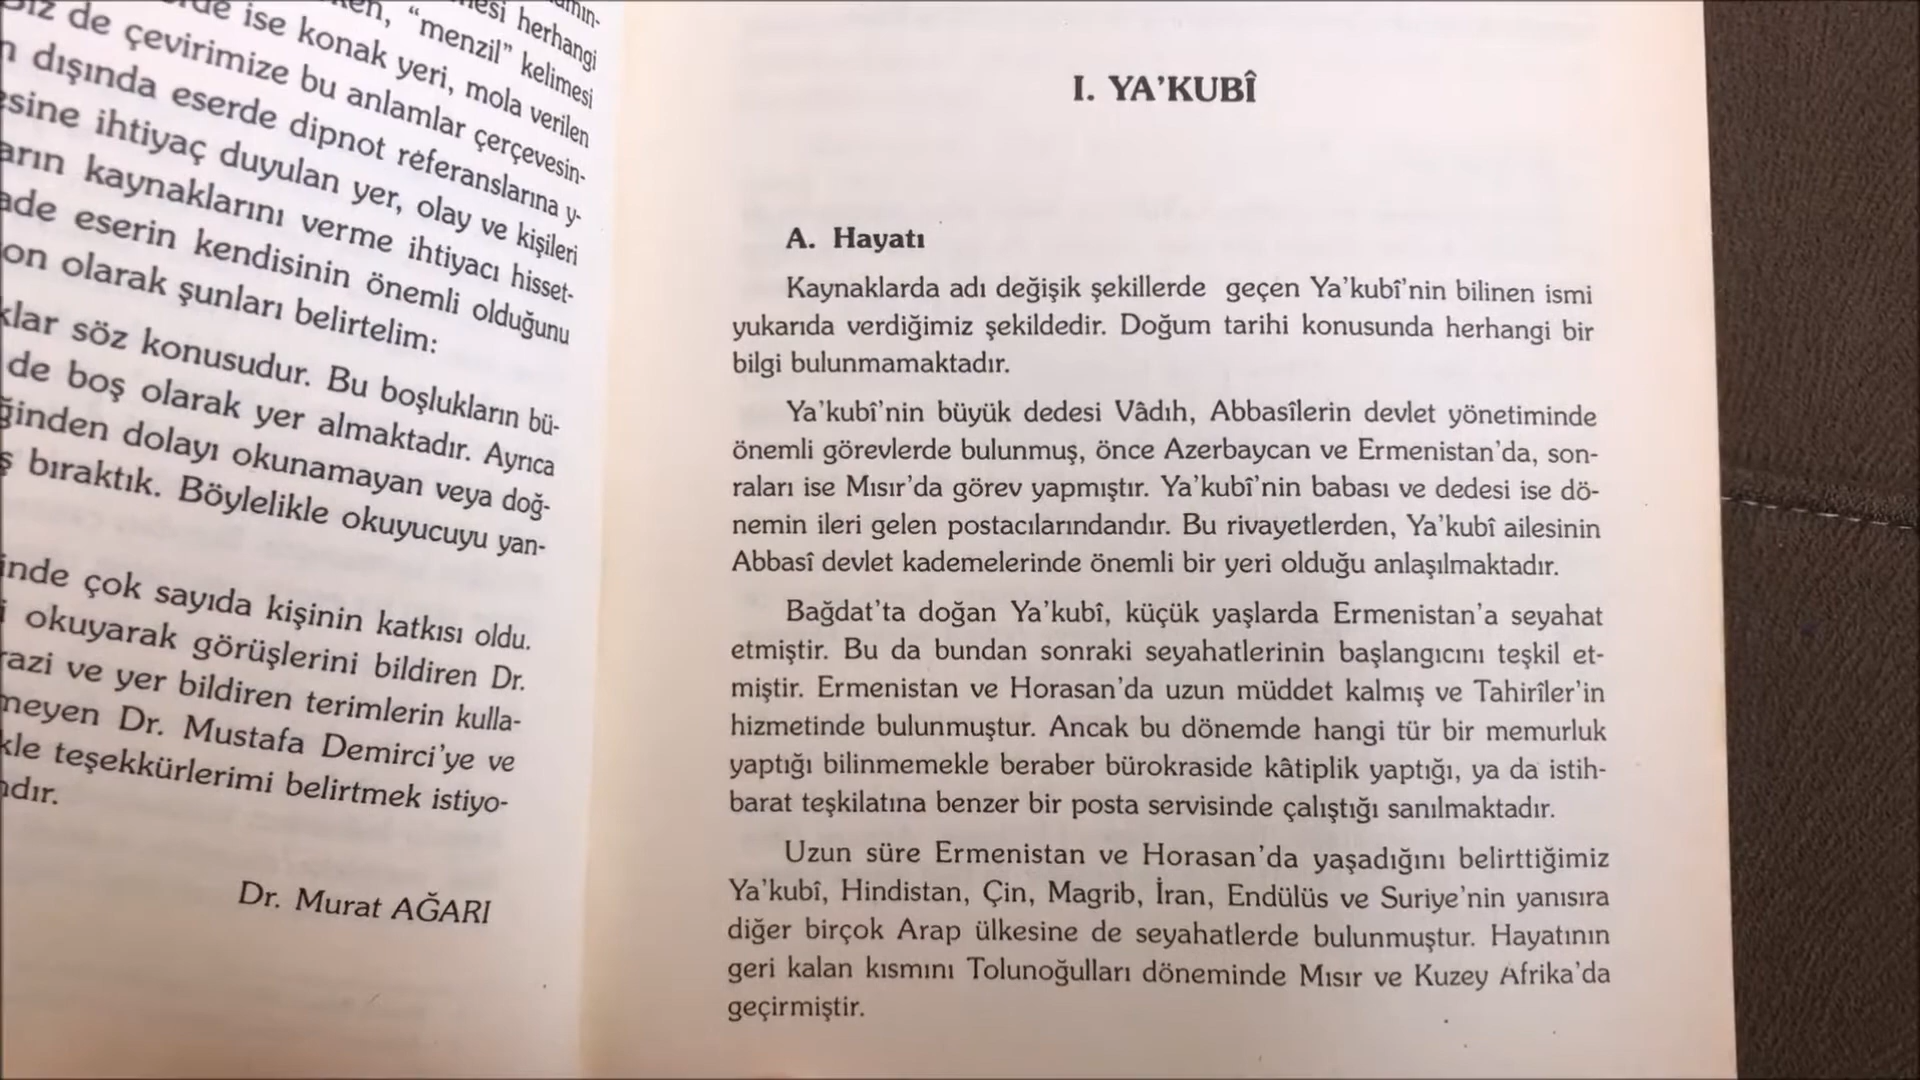 ise konak yeri, mola verilen
herhangi
"menzil" kelimesi
de çevirimize bu anlamlar çerçevesin-
dışında eserde dipnot referanslarına y-
ihtiyaç duyulan yer, olay ve kişileri
kaynaklarını verme ihtiyacı hisset-
eserin kendisinin önemli olduğunu
olarak şunları belirtelim:
söz konusudur. Bu boşlukların bü-
de boş olarak yer almaktadır. Ayrıca
dolayı okunamayan veya doğ-
bıraktık. Böylelikle okuyucuyu yan-
çok sayıda kişinin katkısı oldu.
okuyarak görüşlerini bildiren Dr.
ve yer bildiren terimlerin kulla-
Dr. Mustafa Demirci'ye ve
teşekkürlerimi belirtmek istiyo-
Dr. Murat AĞARI
I. YA'KUBÎ
A. Hayatı
Kaynaklarda adı değişik şekillerde geçen Ya'kubî'nin bilinen ismi
yukarıda verdiğimiz şekildedir. Doğum tarihi konusunda herhangi bir
bilgi bulunmamaktadır.
Ya'kubî'nin büyük dedesi Vâdıh, Abbasîlerin devlet yönetiminde
önemli görevlerde bulunmuş, önce Azerbaycan ve Ermenistan'da, son-
raları ise Mısır'da görev yapmıştır. Ya'kubî'nin babası ve dedesi ise dö-
nemin ileri gelen postacılarındandır. Bu rivayetlerden, Ya'kubî ailesinin
Abbasî devlet kademelerinde önemli bir yeri olduğu anlaşılmaktadır.
Bağdat'ta doğan Ya'kubî, küçük yaşlarda Ermenistan'a seyahat
etmiştir. Bu da bundan sonraki seyahatlerinin başlangıcını teşkil et-
miştir. Ermenistan ve Horasan'da uzun müddet kalmış ve Tahirîler'in
hizmetinde bulunmuştur. Ancak bu dönemde hangi tür bir memurluk
yaptığı bilinmemekle beraber bürokraside kâtiplik yaptığı, ya da istih-
barat teşkilatına benzer bir posta servisinde çalıştığı sanılmaktadır.
Uzun süre Ermenistan ve Horasan'da yaşadığını belirttiğimiz
Ya'kubî, Hindistan, Çin, Magrib, İran, Endülüs ve Suriye'nin yanısıra
diğer birçok Arap ülkesine de seyahatlerde bulunmuştur. Hayatının
geri kalan kısmını Tolunoğulları döneminde Mısır ve Kuzey Afrika'da
geçirmiştir.